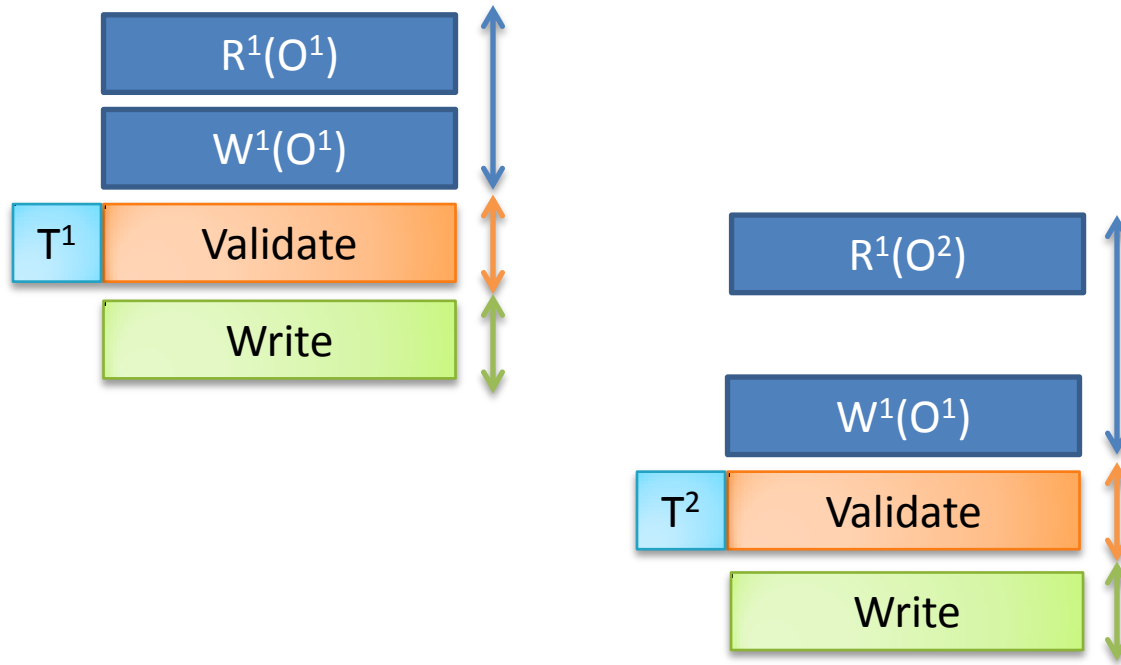 R¹(O¹)
W¹(O¹)
T¹ Validate
Write
R¹(O²)
W¹(O¹)
T² Validate
Write